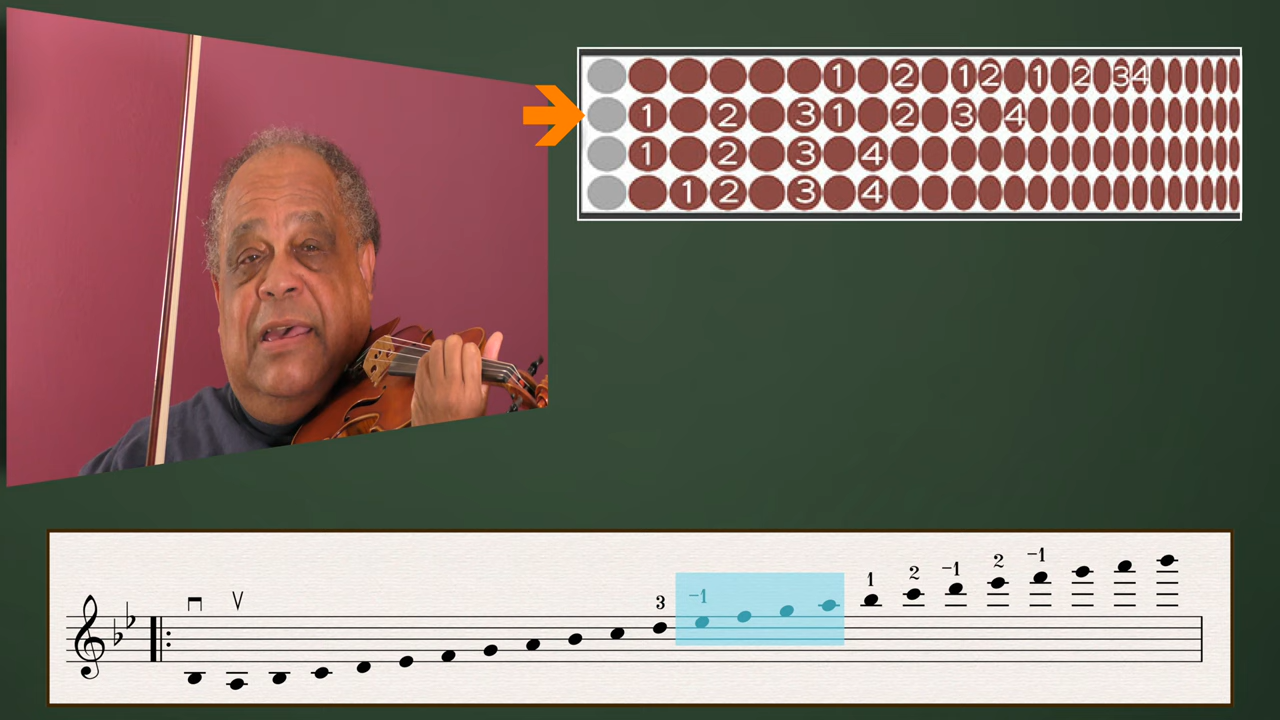 1 2 1 2 1 2 3 4
1 2 3 1 2 3 4
1 2 3 4
1 2 3 4
3 –1 1 2 –1 2 –1